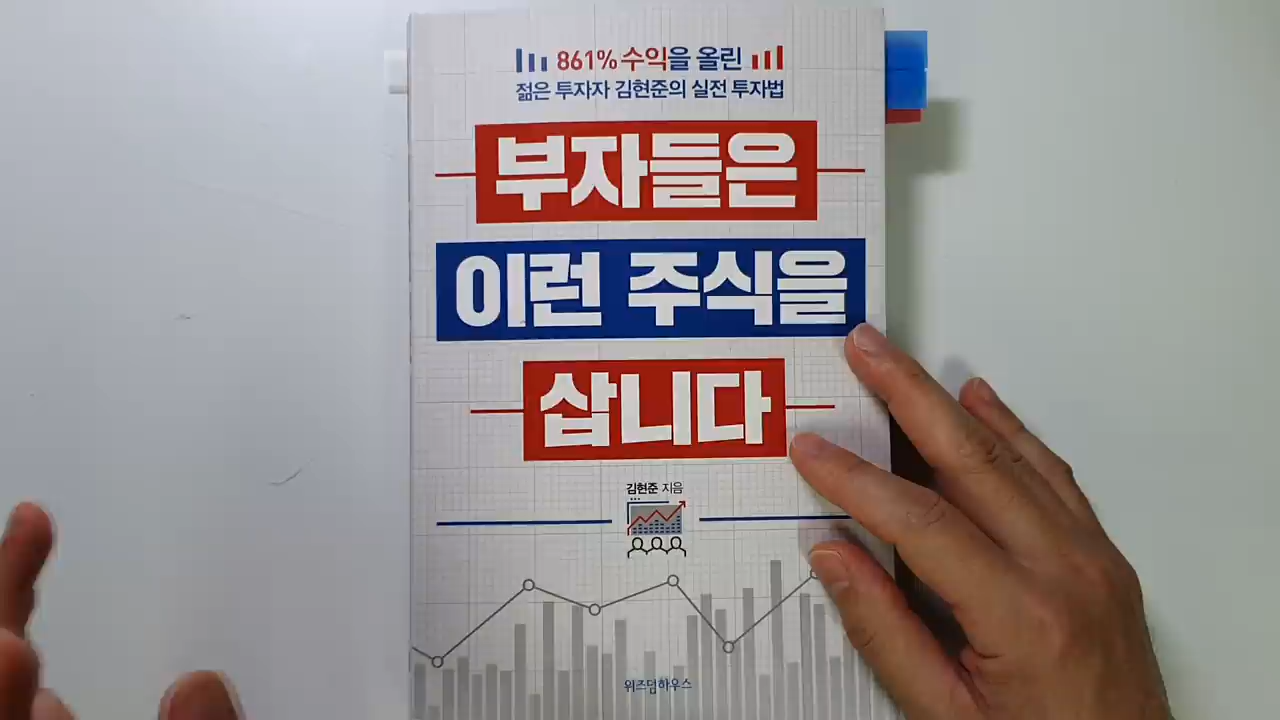 861% 수익을 올린
젊은 투자자 김현준의 실전 투자법
부자들은
이런 주식을
삽니다
김현준 지음
위즈덤하우스